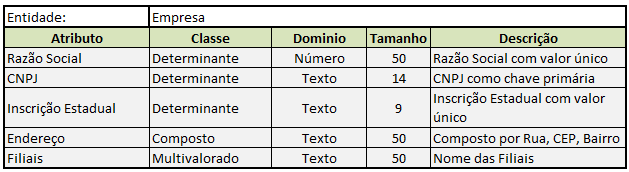 Entidade: Empresa
Atributo Classe Dominio Tamanho Descrição
Razão Social Determinante Número 50 Razão Social com valor único
CNPJ Determinante Texto 14 CNPJ como chave primária
Inscrição Estadual Determinante Texto 9 Inscrição Estadual com valor
único
Endereço Composto Texto 50 Composto por Rua, CEP, Bairro
Filiais Multivalorado Texto 50 Nome das Filiais